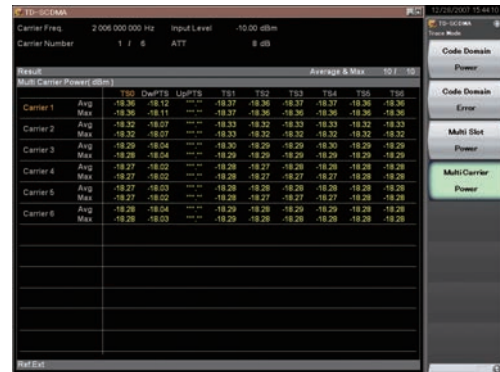 TD-SCDMA
12/28/2007 15:44:10
Carrier Freq. 2 006 000 000 Hz Input Level -10.00 dBm
Carrier Number 1 / 6 ATT 8 dB
Result Average & Max 10 / 10
Multi Carrier Power( dBm )
TS0 DwPTS UpPTS TS1 TS2 TS3 TS4 TS5 TS6
Carrier 1
Avg -18.36 -18.12 ***.** -18.37 -18.36 -18.37 -18.37 -18.36 -18.36
Max -18.36 -18.11 ***.** -18.37 -18.36 -18.36 -18.36 -18.36 -18.36
Carrier 2
Avg -18.32 -18.07 ***.** -18.33 -18.32 -18.33 -18.33 -18.32 -18.32
Max -18.32 -18.07 ***.** -18.33 -18.32 -18.33 -18.33 -18.32 -18.32
Carrier 3
Avg -18.29 -18.04 ***.** -18.30 -18.29 -18.29 -18.30 -18.29 -18.29
Max -18.28 -18.04 ***.** -18.29 -18.29 -18.29 -18.29 -18.29 -18.29
Carrier 4
Avg -18.27 -18.02 ***.** -18.28 -18.27 -18.28 -18.28 -18.27 -18.27
Max -18.27 -18.02 ***.** -18.28 -18.27 -18.28 -18.28 -18.27 -18.27
Carrier 5
Avg -18.27 -18.03 ***.** -18.28 -18.28 -18.28 -18.28 -18.28 -18.28
Max -18.27 -18.02 ***.** -18.28 -18.27 -18.28 -18.28 -18.27 -18.28
Carrier 6
Avg -18.28 -18.04 ***.** -18.29 -18.28 -18.29 -18.29 -18.28 -18.28
Max -18.28 -18.03 ***.** -18.29 -18.28 -18.29 -18.28 -18.28 -18.28
Ref.Ext
TD-SCDMA
Trace Mode
Code Domain
Power
Code Domain
Error
Multi Slot
Power
Multi Carrier
Power